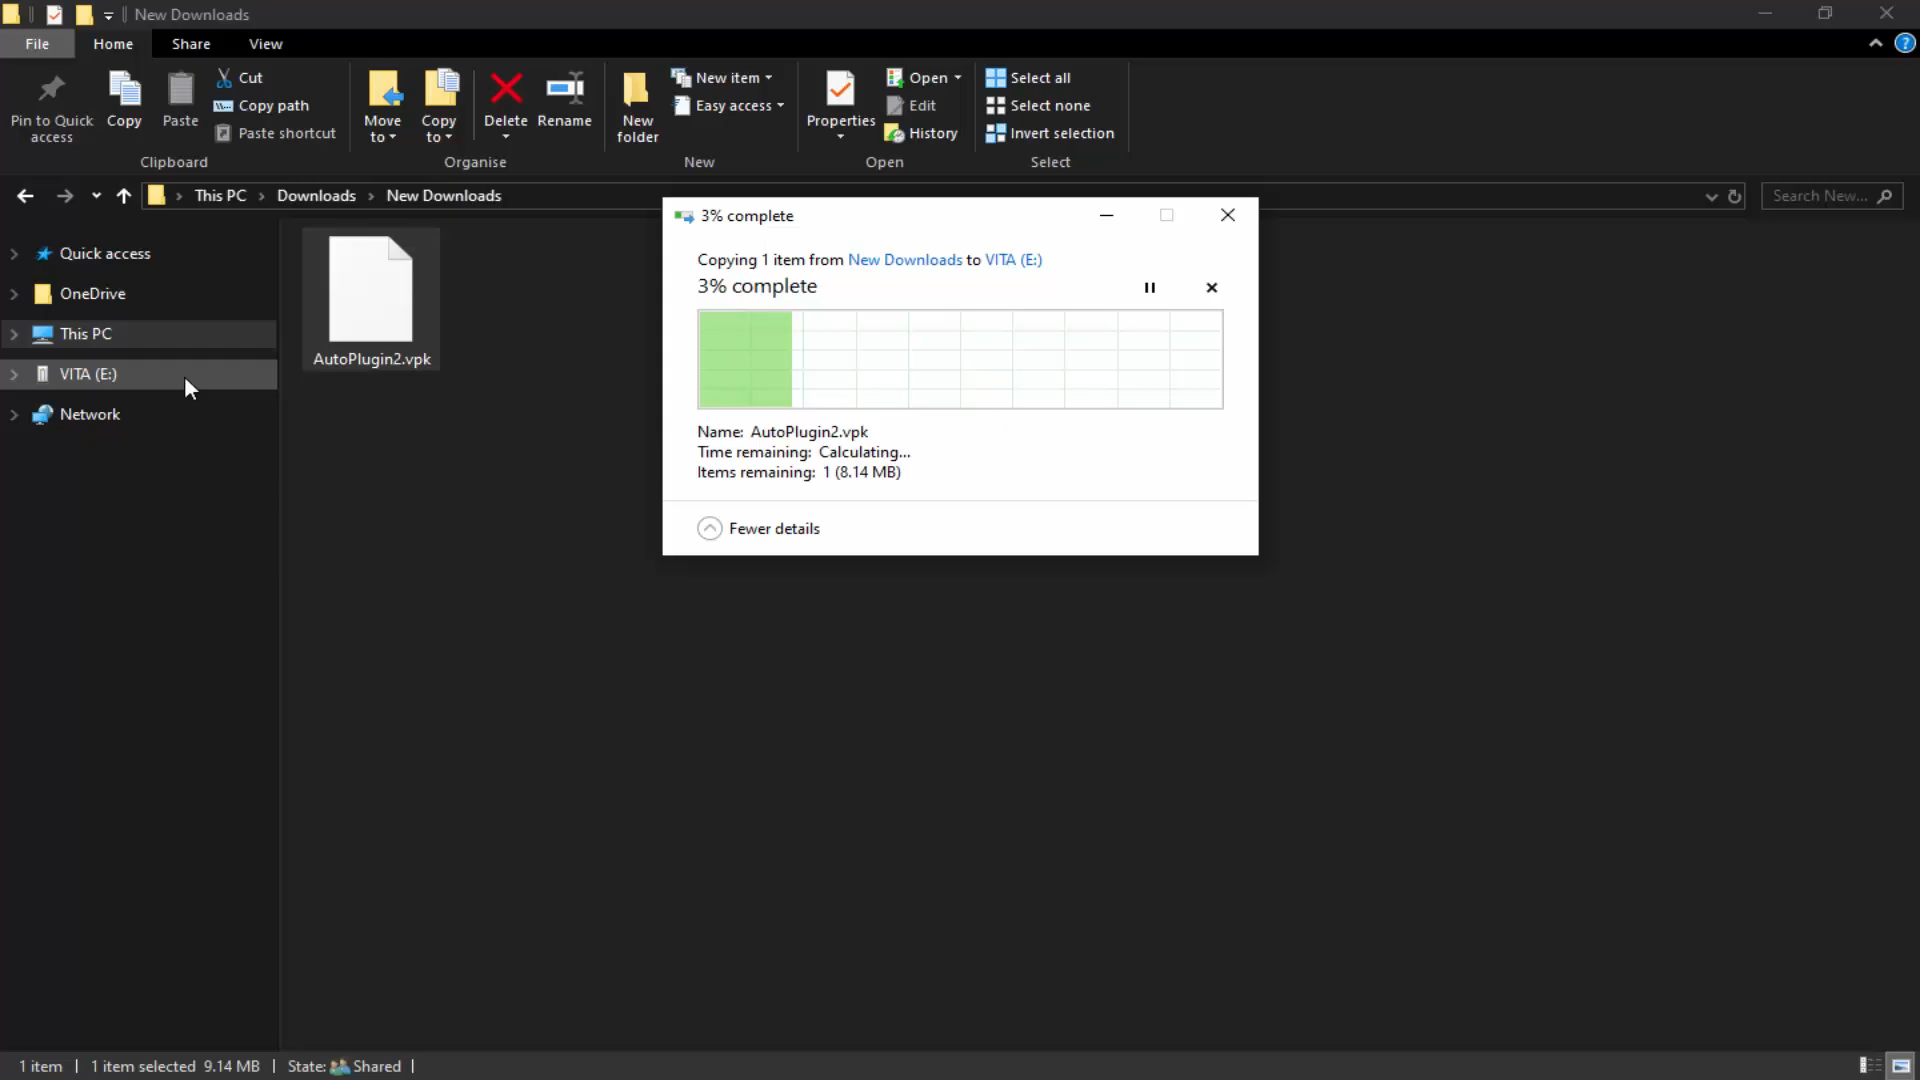 New Downloads
File Home Share View
Pin to Quick access
Copy
Paste
Cut
Copy path
Paste shortcut
Clipboard
Move to
Copy to
Delete
Rename
Organise
New folder
New item
Easy access
New
Properties
Open
Edit
History
Open
Select all
Select none
Invert selection
Select
This PC > Downloads > New Downloads
Search New...
Quick access
OneDrive
This PC
VITA (E:)
Network
AutoPlugin2.vpk
3% complete
Copying 1 item from New Downloads to VITA (E:)
3% complete
Name: AutoPlugin2.vpk
Time remaining: Calculating...
Items remaining: 1 (8.14 MB)
Fewer details
1 item | 1 item selected 9.14 MB | State: Shared |